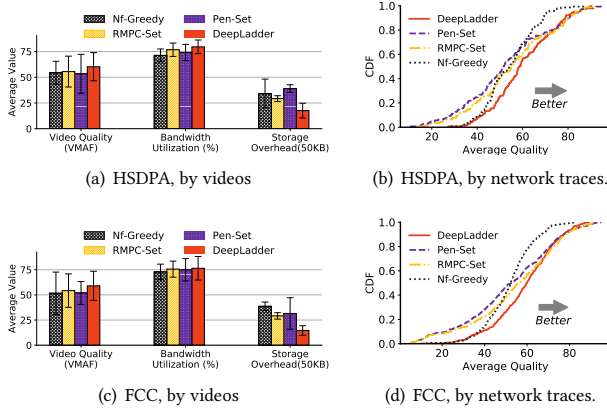 Nf-Greedy
RMPC-Set
Pen-Set
DeepLadder
Average Value
75
50
25
0
Video Quality
(VMAF)
Bandwidth
Utilization (%)
Storage
Overhead(50KB)
(a) HSDPA, by videos
DeepLadder
Pen-Set
RMPC-Set
Nf-Greedy
CDF
1.0
0.8
0.6
0.4
0.2
0.0
20 40 60 80
Average Quality
Better
(b) HSDPA, by network traces.
Nf-Greedy
RMPC-Set
Pen-Set
DeepLadder
Average Value
75
50
25
0
Video Quality
(VMAF)
Bandwidth
Utilization (%)
Storage
Overhead(50KB)
(c) FCC, by videos
DeepLadder
Pen-Set
RMPC-Set
Nf-Greedy
CDF
1.0
0.8
0.6
0.4
0.2
0.0
20 40 60 80
Average Quality
Better
(d) FCC, by network traces.